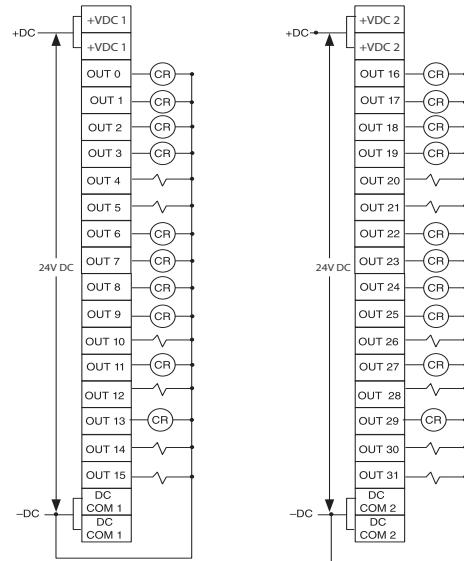 +VDC 1
+DC
+VDC 1
OUT 0 CR
OUT 1 CR
OUT 2 CR
OUT 3 CR
OUT 4
OUT 5
OUT 6 CR
OUT 7 CR
24V DC
OUT 8 CR
OUT 9 CR
OUT 10
OUT 11 CR
OUT 12
OUT 13 CR
OUT 14
OUT 15
DC
COM 1
−DC
DC
COM 1
+VDC 2
+DC
+VDC 2
OUT 16 CR
OUT 17 CR
OUT 18 CR
OUT 19 CR
OUT 20
OUT 21
OUT 22 CR
OUT 23 CR
24V DC
OUT 24 CR
OUT 25 CR
OUT 26
OUT 27 CR
OUT 28
OUT 29 CR
OUT 30
OUT 31
DC
COM 2
−DC
DC
COM 2